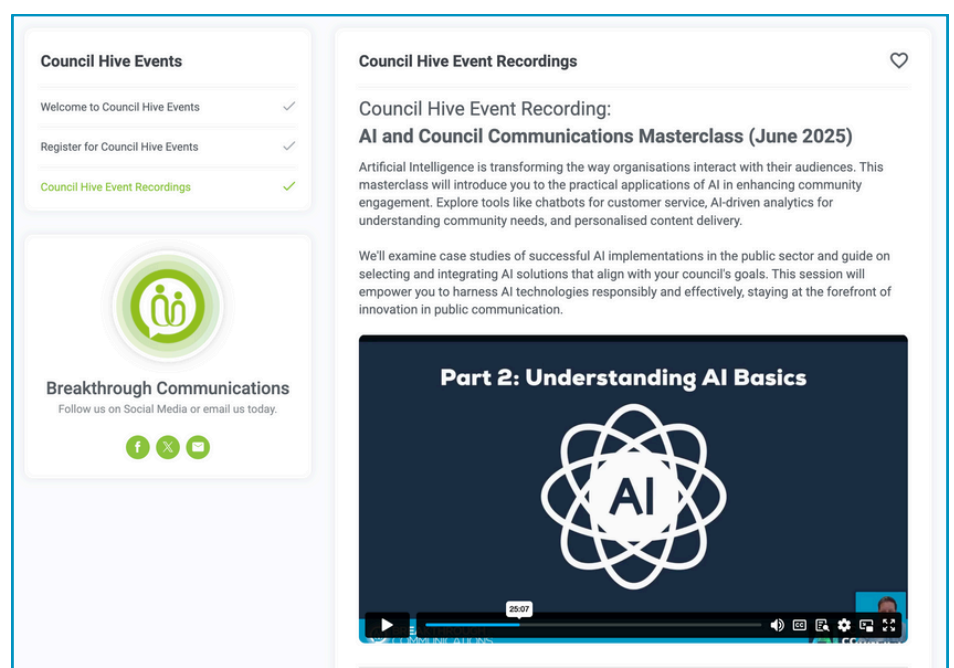 Council Hive Events
Welcome to Council Hive Events
Register for Council Hive Events
Council Hive Event Recordings
Breakthrough Communications
Follow us on Social Media or email us today.
Council Hive Event Recordings
Council Hive Event Recording:
AI and Council Communications Masterclass (June 2025)
Artificial Intelligence is transforming the way organisations interact with their audiences. This
masterclass will introduce you to the practical applications of AI in enhancing community
engagement. Explore tools like chatbots for customer service, AI-driven analytics for
understanding community needs, and personalised content delivery.
We'll examine case studies of successful AI implementations in the public sector and guide on
selecting and integrating AI solutions that align with your council's goals. This session will
empower you to harness AI technologies responsibly and effectively, staying at the forefront of
innovation in public communication.
Part 2: Understanding AI Basics
AI
25:07
CC
COMMUNICATIONS